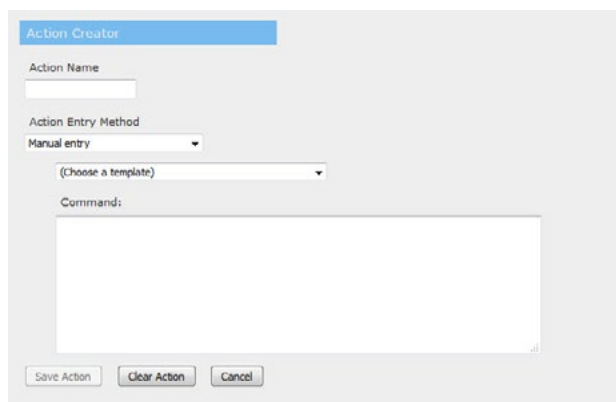 Action Creator
Action Name
Action Entry Method
Manual entry
(Choose a template)
Command:
Save Action Clear Action Cancel